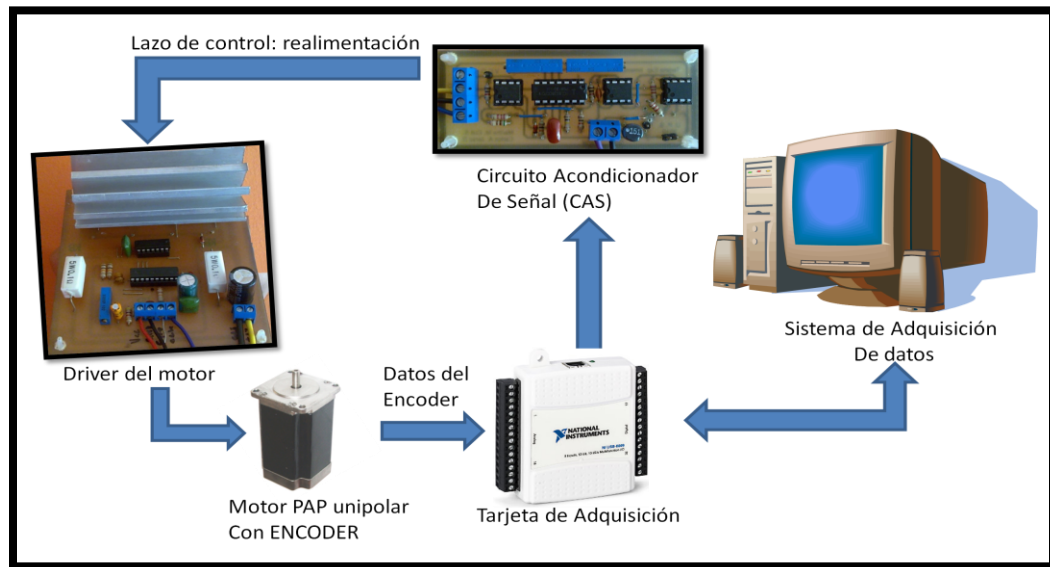 Lazo de control: realimentación
Circuito Acondicionador
De Señal (CAS)
Sistema de Adquisición
De datos
Driver del motor
Datos del
Encoder
NATIONAL
INSTRUMENTS
Motor PAP unipolar
Con ENCODER
Tarjeta de Adquisición